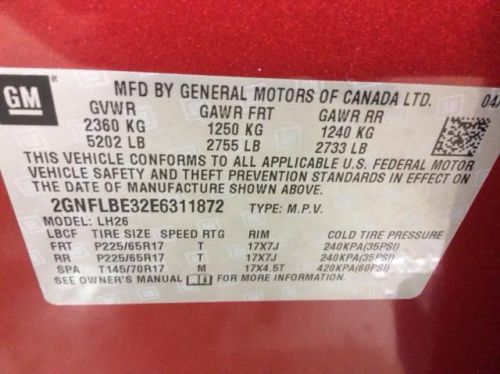 GM
MFD BY GENERAL MOTORS OF CANADA LTD. 04/
GVWR GAWR FRT GAWR RR
2360 KG 1250 KG 1240 KG
5202 LB 2755 LB 2733 LB
THIS VEHICLE CONFORMS TO ALL APPLICABLE U.S. FEDERAL MOTOR
VEHICLE SAFETY AND THEFT PREVENTION STANDARDS IN EFFECT ON
THE DATE OF MANUFACTURE SHOWN ABOVE.
2GNFLBE32E6311872 TYPE: M.P.V.
MODEL: LH26
LBCF TIRE SIZE SPEED RTG RIM COLD TIRE PRESSURE
FRT P225/65R17 T 17X7J 240KPA(35PSI)
RR P225/65R17 T 17X7J 240KPA(35PSI)
SPA T145/70R17 M 17X4.5T 420KPA(60PSI)
SEE OWNER'S MANUAL FOR MORE INFORMATION.